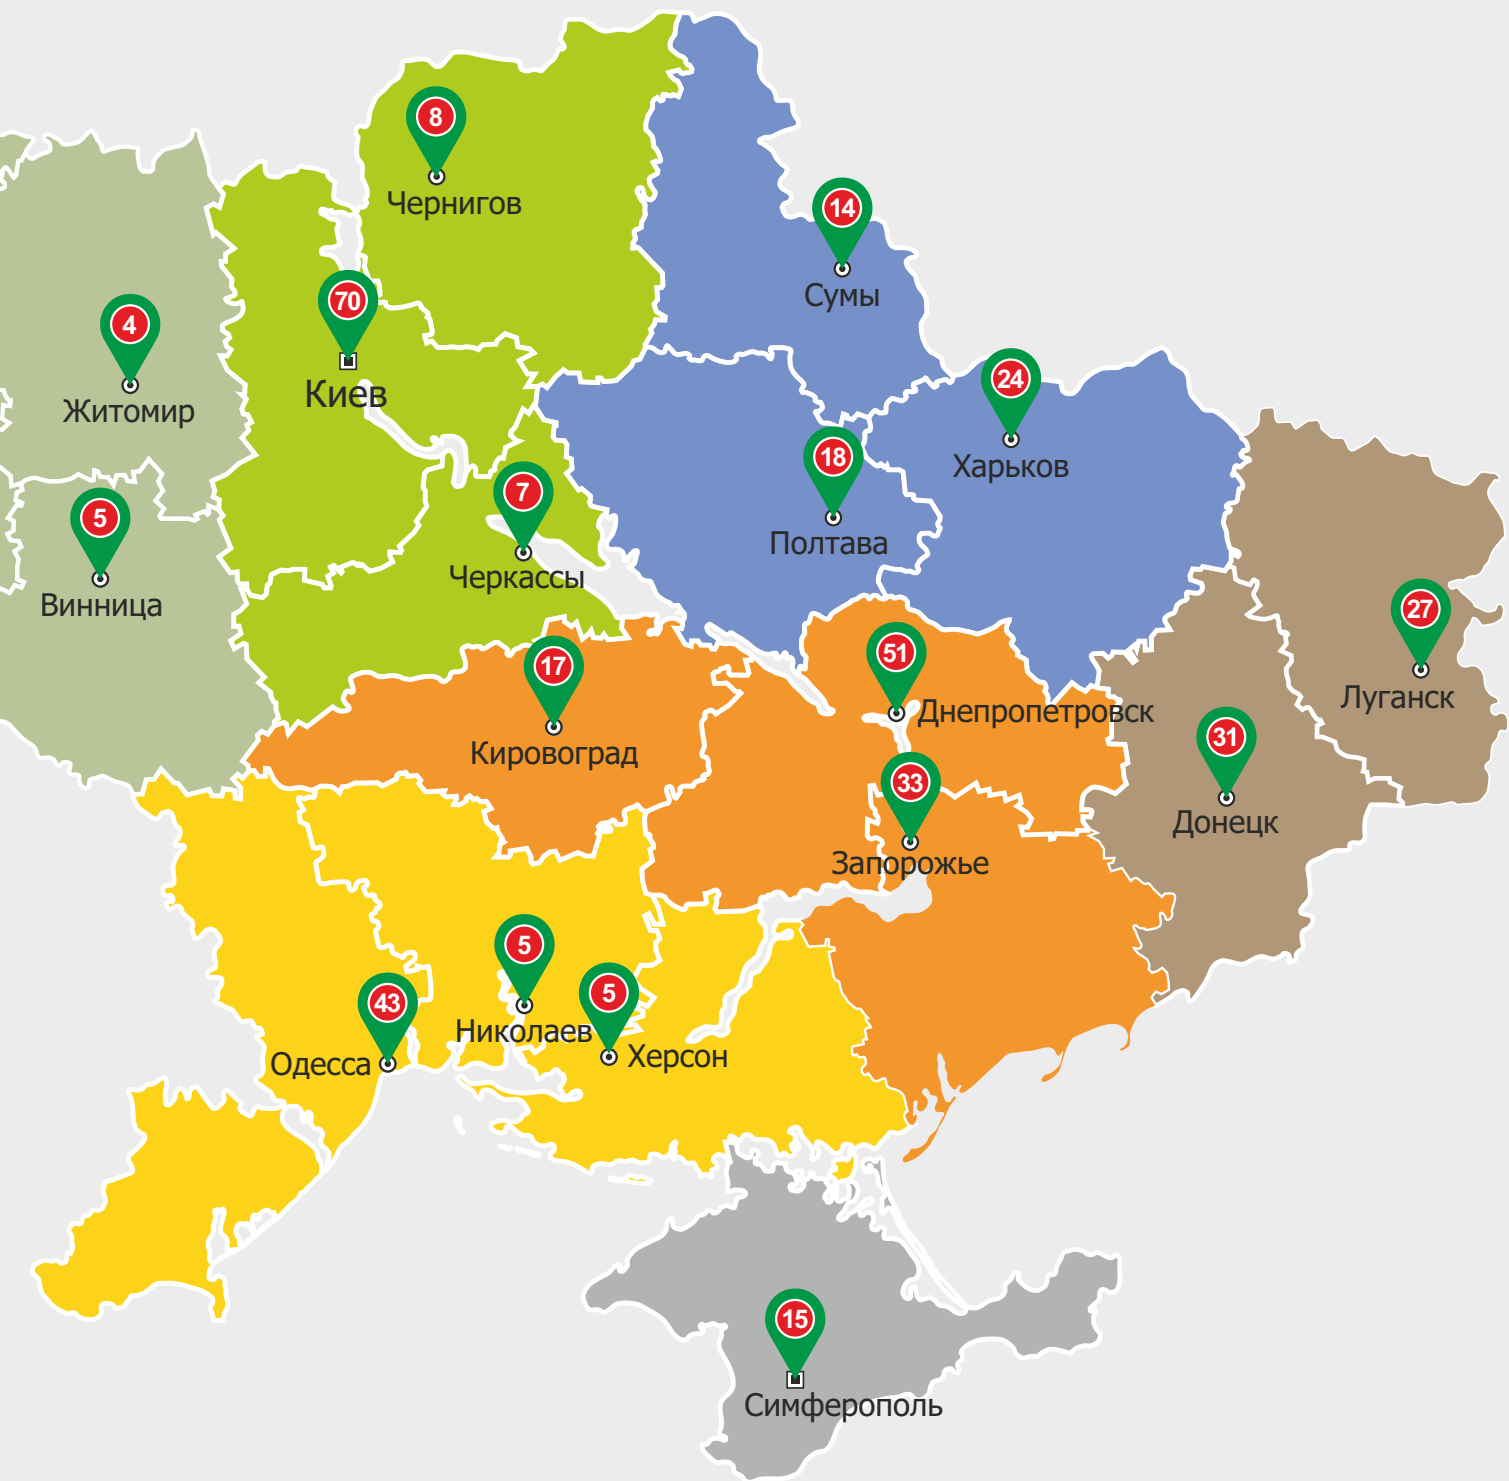 8
Чернигов
14
Сумы
70
Киев
4
Житомир
24
Харьков
18
Полтава
7
Черкассы
5
Винница
27
Луганск
51
Днепропетровск
17
Кировоград
31
Донецк
33
Запорожье
5
Николаев
5
Херсон
43
Одесса
15
Симферополь